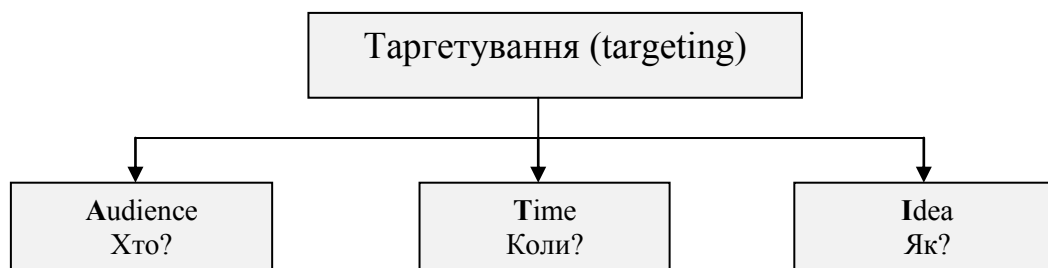 Таргетування (targeting)
Audience
Хто?
Time
Коли?
Idea
Як?